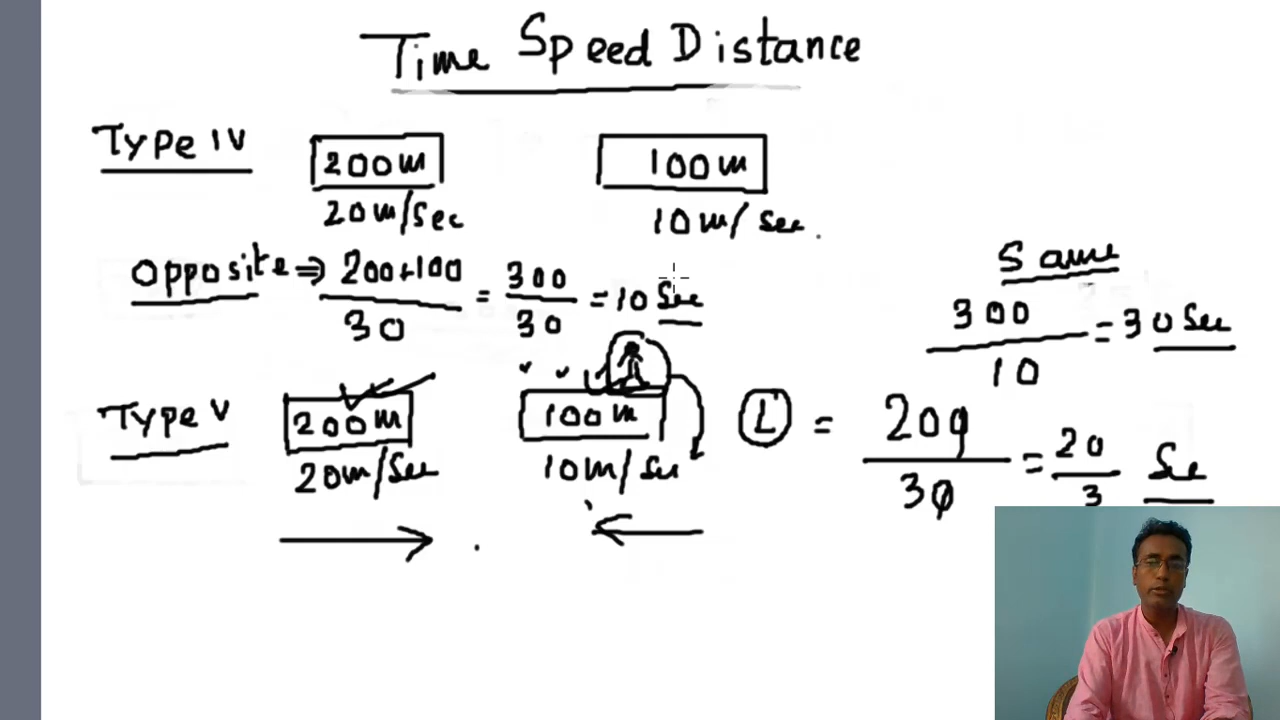 Time Speed Distance
Type IV 200m 100m
20m/Sec 10m/sec.
Opposite ⇒ 200+100 / 30 = 300 / 30 = 10 Sec
Same
300 / 10 = 30 Sec
Type V 200m 100m L = 200 / 30 = 20 / 3 Sec
20m/Sec 10m/Sec